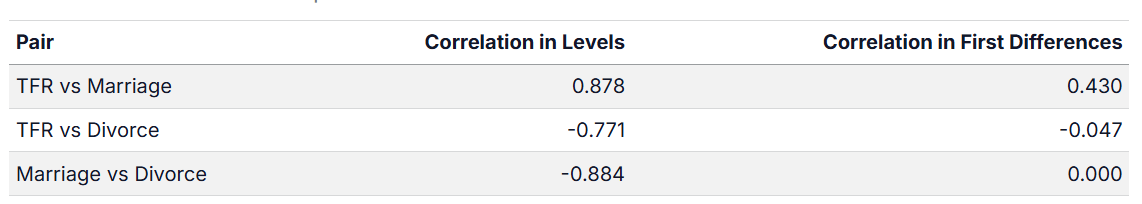 Pair Correlation in Levels Correlation in First Differences
TFR vs Marriage 0.878 0.430
TFR vs Divorce -0.771 -0.047
Marriage vs Divorce -0.884 0.000